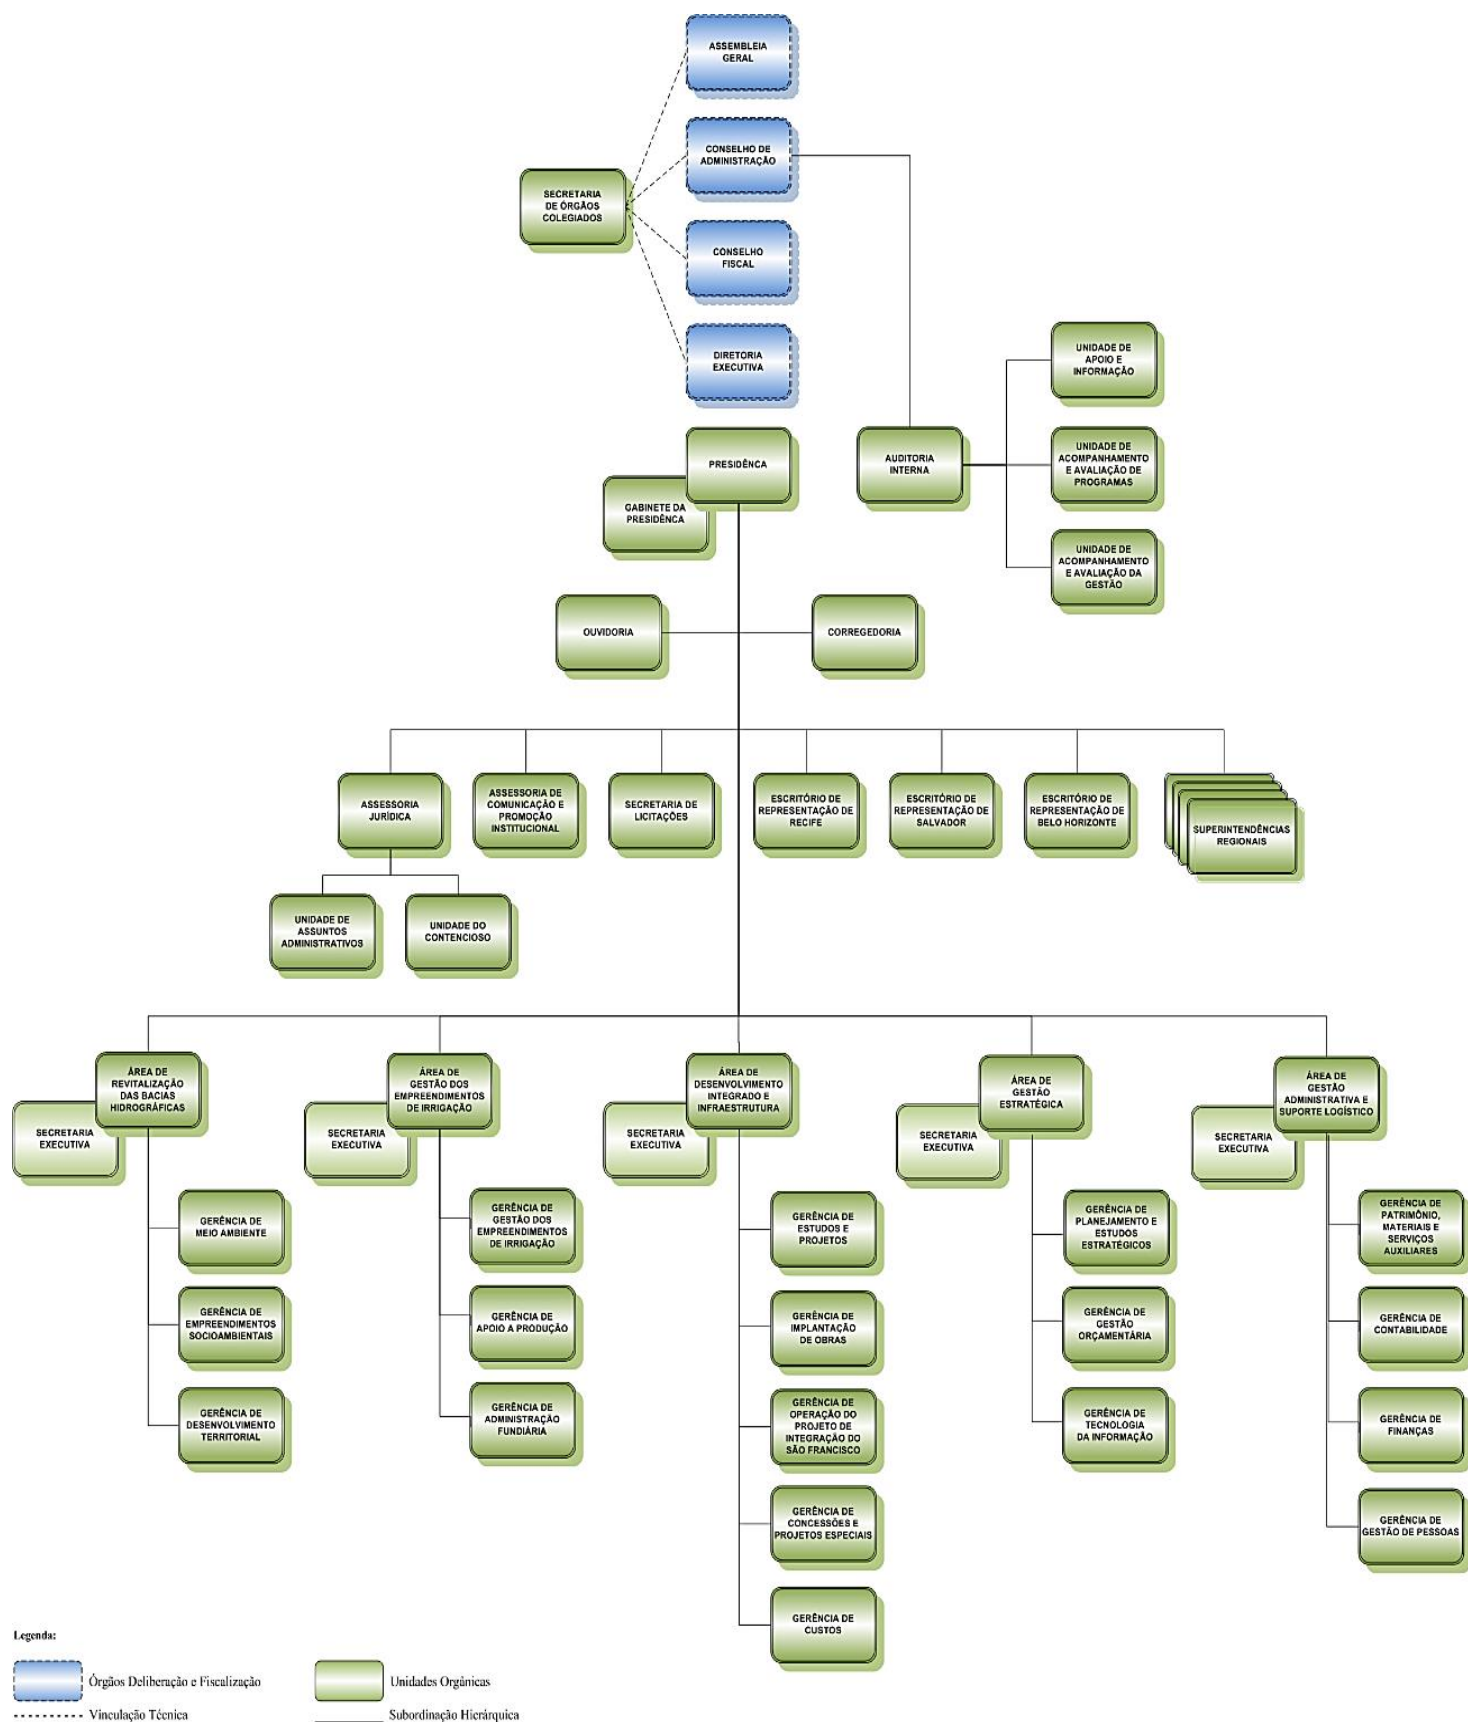 ASSEMBLEIA
GERAL
CONSELHO DE
ADMINISTRAÇÃO
SECRETARIA
DE ÓRGÃOS
COLEGIADOS
CONSELHO
FISCAL
DIRETORIA
EXECUTIVA
UNIDADE DE
APOIO E
INFORMAÇÃO
PRESIDÊNCA
GABINETE DA
PRESIDÊNCA
AUDITORIA
INTERNA
UNIDADE DE
ACOMPANHAMENTO
E AVALIAÇÃO DE
PROGRAMAS
UNIDADE DE
ACOMPANHAMENTO
E AVALIAÇÃO DA
GESTÃO
OUVIDORIA
CORREGEDORIA
ASSESSORIA
JURÍDICA
ASSESSORIA DE
COMUNICAÇÃO E
PROMOÇÃO
INSTITUCIONAL
SECRETARIA DE
LICITAÇÕES
ESCRITÓRIO DE
REPRESENTAÇÃO DE
RECIFE
ESCRITÓRIO DE
REPRESENTAÇÃO DE
SALVADOR
ESCRITÓRIO DE
REPRESENTAÇÃO DE
BELO HORIZONTE
SUPERINTENDÊNCIAS
REGIONAIS
UNIDADE DE
ASSUNTOS
ADMINISTRATIVOS
UNIDADE DO
CONTENCIOSO
ÁREA DE
REVITALIZAÇÃO
DAS BACIAS
HIDROGRÁFICAS
SECRETARIA
EXECUTIVA
GERÊNCIA DE
MEIO AMBIENTE
GERÊNCIA DE
EMPREENDIMENTOS
SOCIOAMBIENTAIS
GERÊNCIA DE
DESENVOLVIMENTO
TERRITORIAL
ÁREA DE
GESTÃO DOS
EMPREENDIMENTOS
DE IRRIGAÇÃO
SECRETARIA
EXECUTIVA
GERÊNCIA DE
GESTÃO DOS
EMPREENDIMENTOS
DE IRRIGAÇÃO
GERÊNCIA DE
APOIO A PRODUÇÃO
GERÊNCIA DE
ADMINISTRAÇÃO
FUNDIÁRIA
ÁREA DE
DESENVOLVIMENTO
INTEGRADO E
INFRAESTRUTURA
SECRETARIA
EXECUTIVA
GERÊNCIA DE
ESTUDOS E
PROJETOS
GERÊNCIA DE
IMPLANTAÇÃO
DE OBRAS
GERÊNCIA DE
OPERAÇÃO DO
PROJETO DE
INTEGRAÇÃO DO
SÃO FRANCISCO
GERÊNCIA DE
CONCESSÕES E
PROJETOS ESPECIAIS
GERÊNCIA DE
CUSTOS
ÁREA DE
GESTÃO
ESTRATÉGICA
SECRETARIA
EXECUTIVA
GERÊNCIA DE
PLANEJAMENTO E
ESTUDOS
ESTRATÉGICOS
GERÊNCIA DE
GESTÃO
ORÇAMENTÁRIA
GERÊNCIA DE
TECNOLOGIA
DA INFORMAÇÃO
ÁREA DE
GESTÃO
ADMINISTRATIVA E
SUPORTE LOGÍSTICO
SECRETARIA
EXECUTIVA
GERÊNCIA DE
PATRIMÔNIO,
MATERIAIS E
SERVIÇOS
AUXILIARES
GERÊNCIA DE
CONTABILIDADE
GERÊNCIA DE
FINANÇAS
GERÊNCIA DE
GESTÃO DE PESSOAS
Legenda:
Órgãos Deliberação e Fiscalização
Unidades Orgânicas
Vinculação Técnica
Subordinação Hierárquica